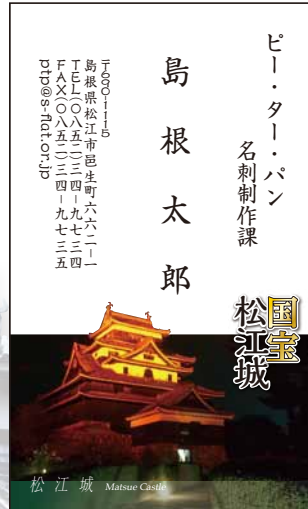 ピー・ター・パン
名刺制作課
島根太郎
〒690-1115
島根県松江市邑生町六六二ー一
TEL(〇八五二)三四ー九七三四
FAX(〇八五二)三四ー九七三五
ptp@s-flat.or.jp
国宝
松江城
松江城 Matsue Castle